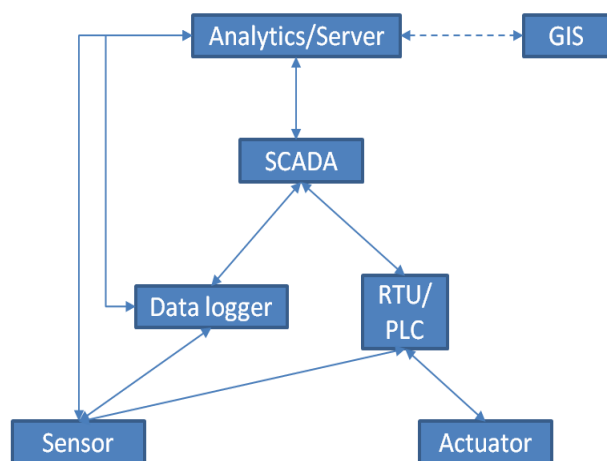 Analytics/Server
GIS
SCADA
Data logger
RTU/
PLC
Sensor
Actuator